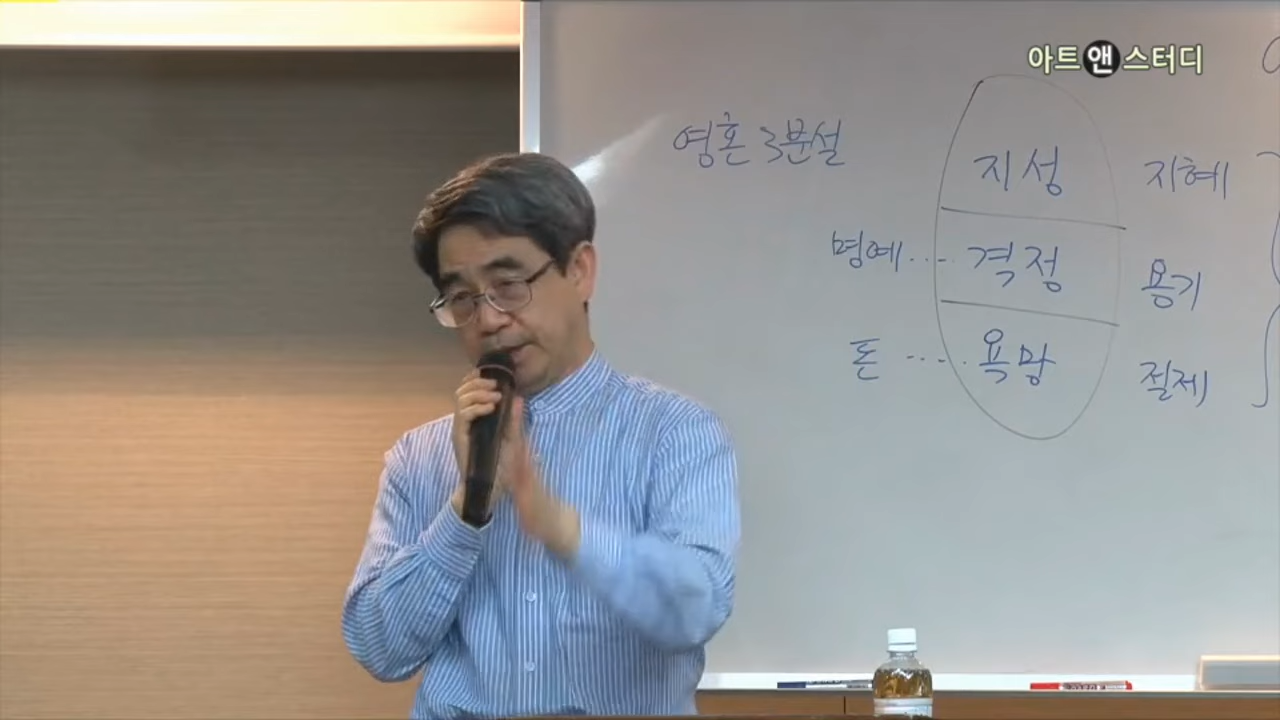 아트앤스터디
영혼 3분설
지성 지혜
명예..... 격정 용기
돈 ..... 욕망 절제